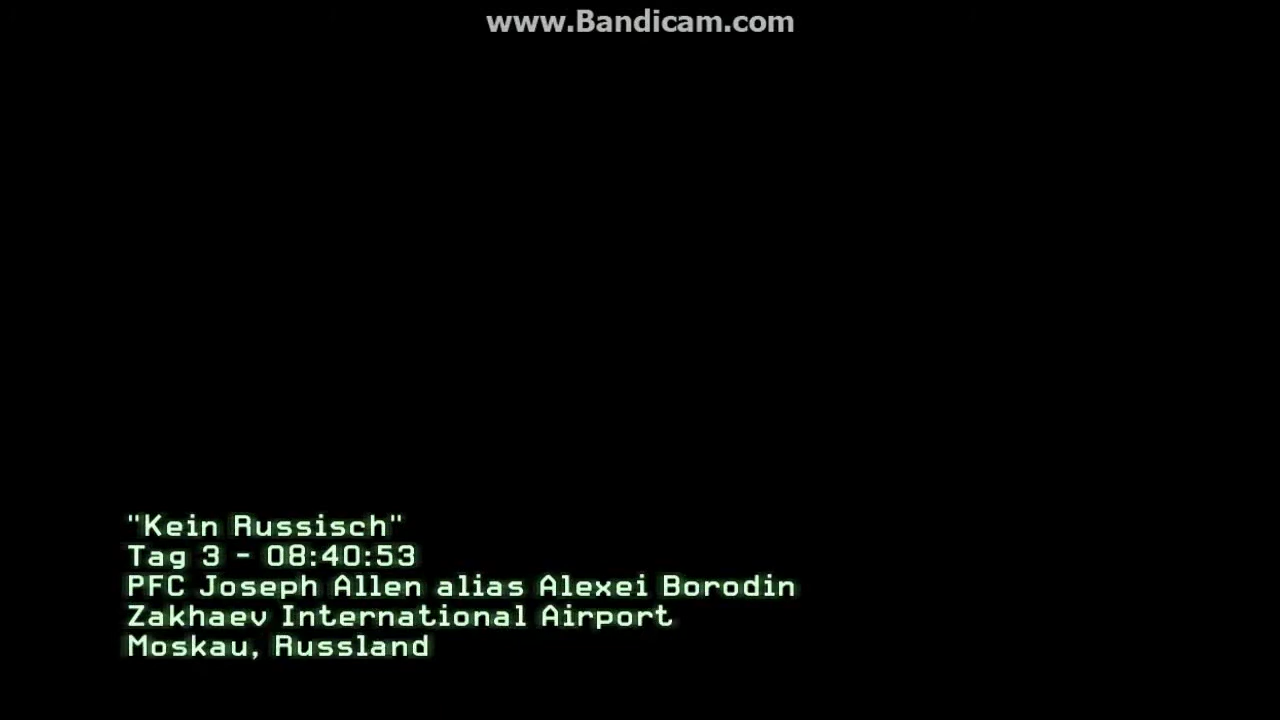 www.Bandicam.com
"Kein Russisch"
Tag 3 - 08:40:53
PFC Joseph Allen alias Alexei Borodin
Zakhaev International Airport
Moskau, Russland